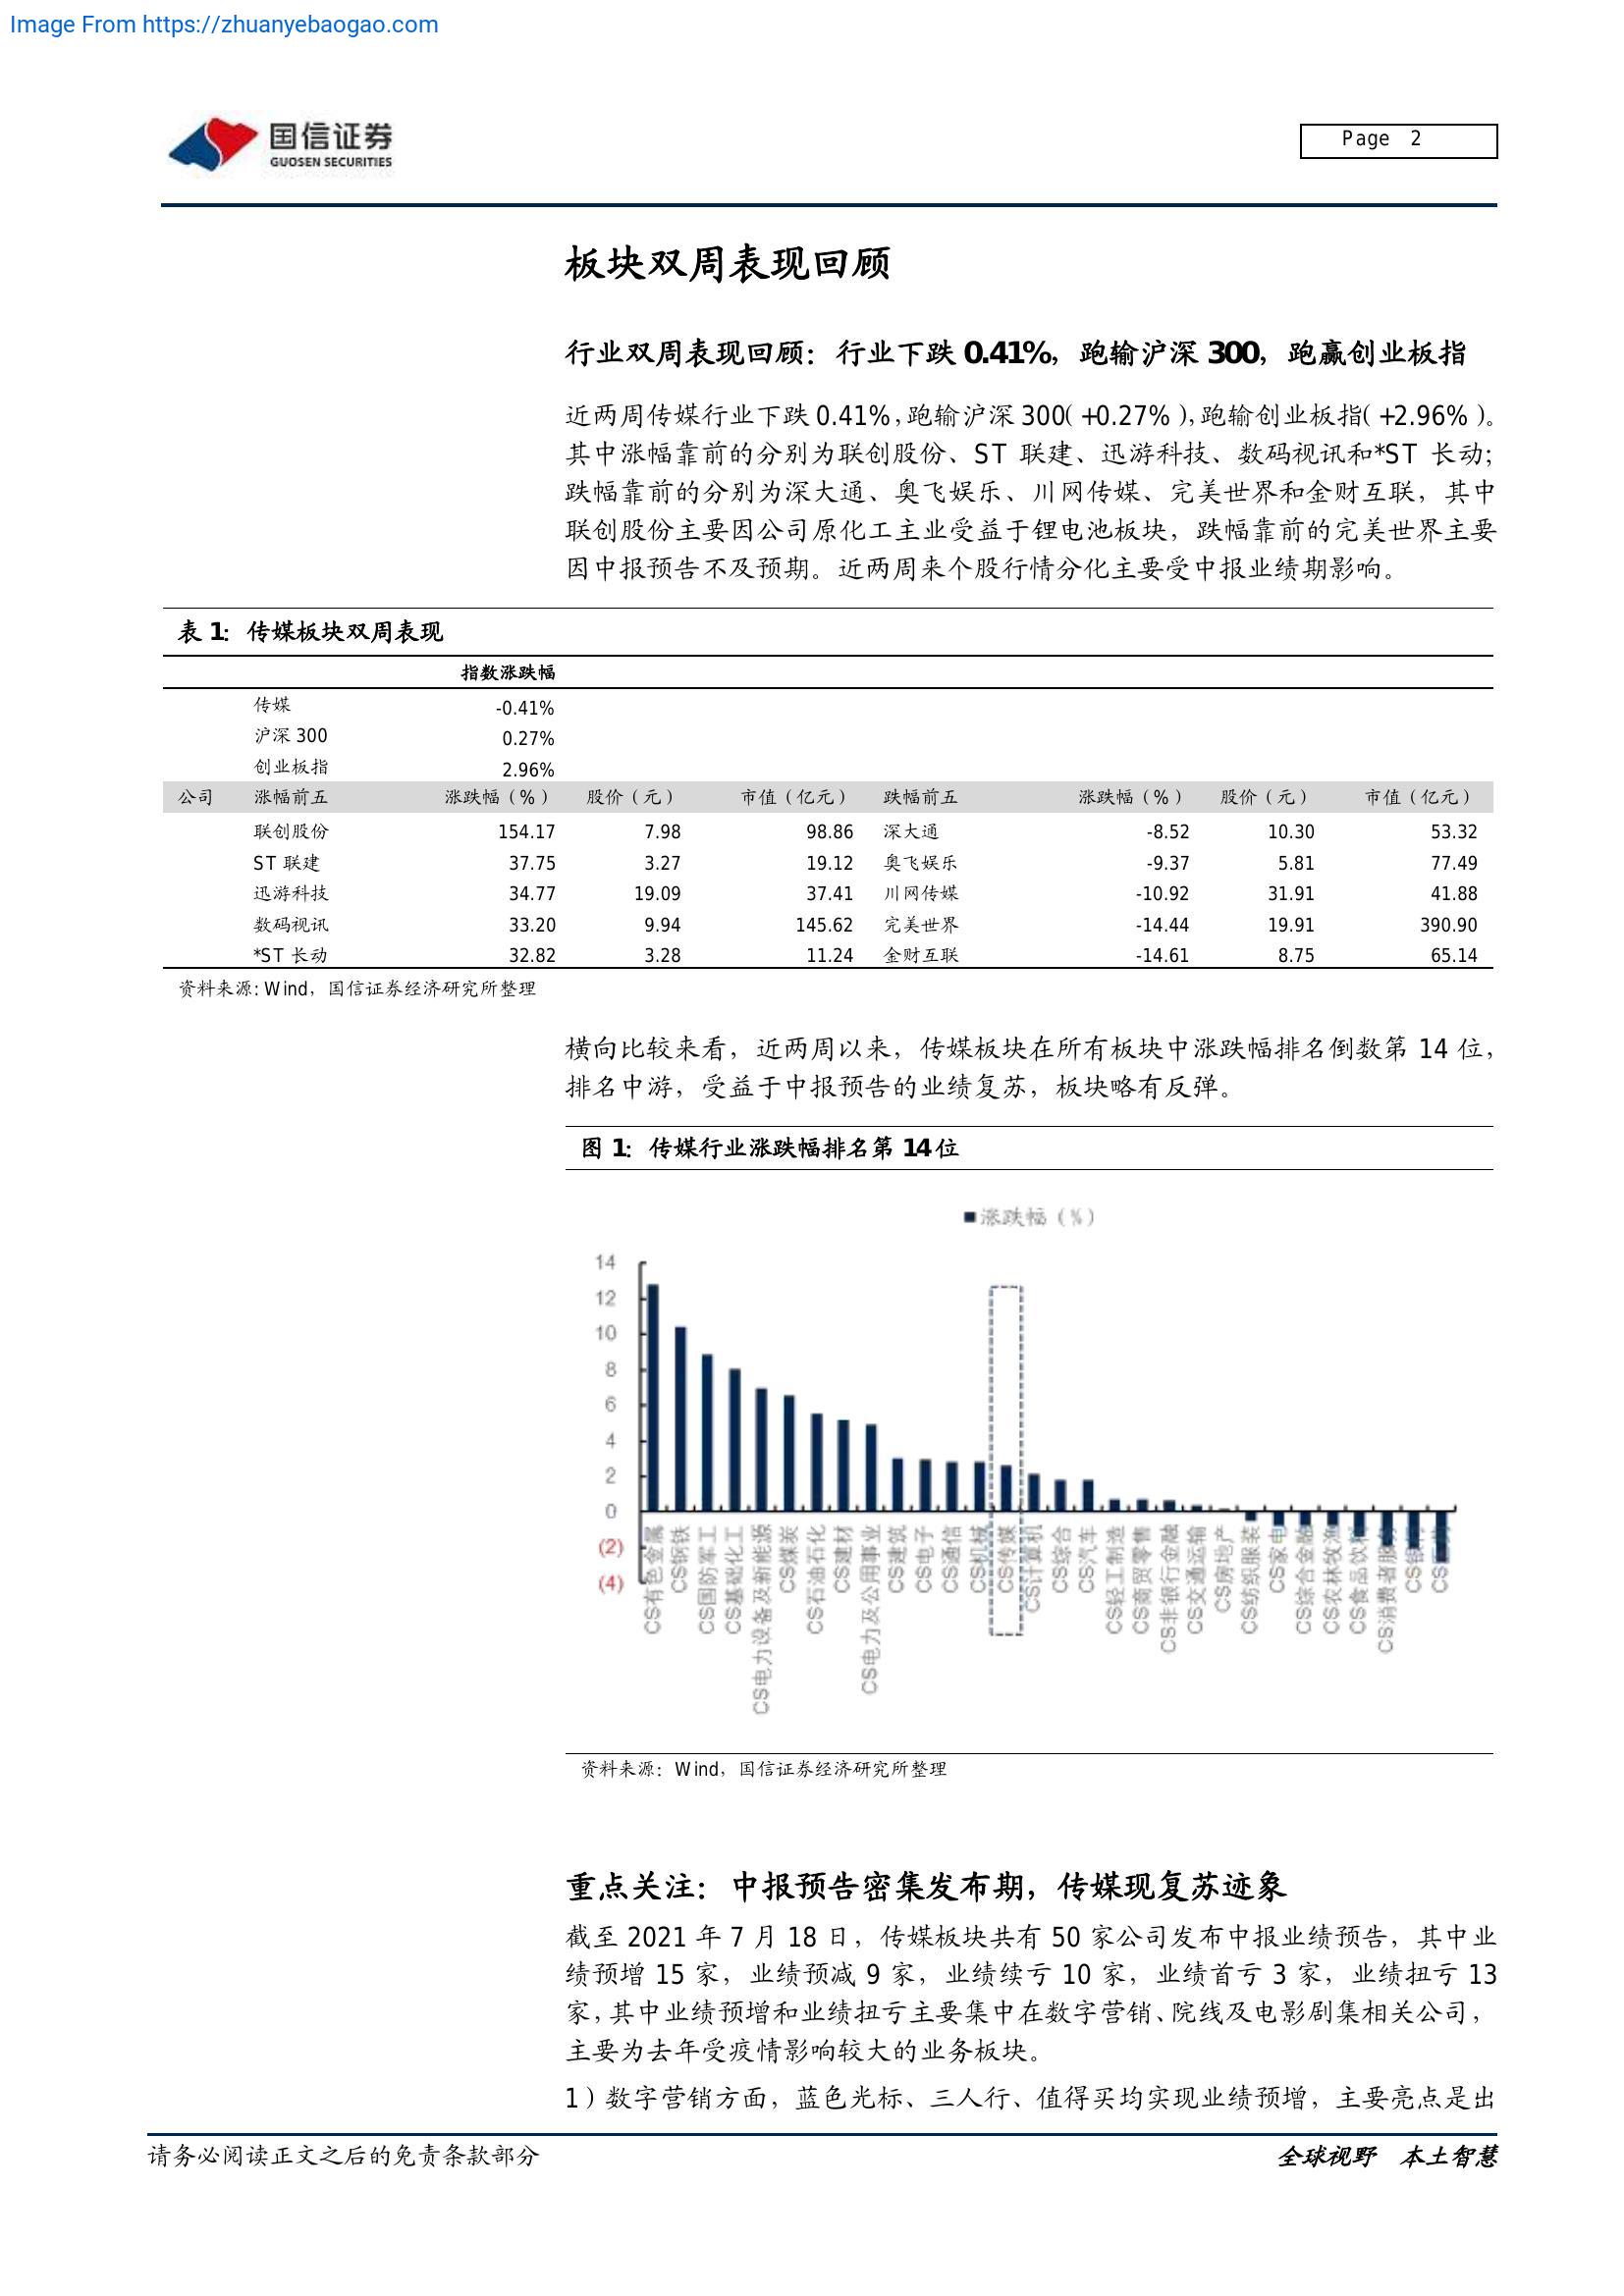 Image From https://zhuanyebaogao.com
国信证券
GUOSEN SECURITIES
Page 2
板块双周表现回顾
行业双周表现回顾：行业下跌 0.41%，跑输沪深 300，跑赢创业板指
近两周传媒行业下跌 0.41%，跑输沪深 300（+0.27%），跑输创业板指（+2.96%）。
其中涨幅靠前的分别为联创股份、ST 联建、迅游科技、数码视讯和*ST 长动；
跌幅靠前的分别为深大通、奥飞娱乐、川网传媒、完美世界和金财互联，其中
联创股份主要因公司原化工主业受益于锂电池板块，跌幅靠前的完美世界主要
因中报预告不及预期。近两周来个股行情分化主要受中报业绩期影响。
表 1：传媒板块双周表现
指数涨跌幅
传媒 -0.41%
沪深 300 0.27%
创业板指 2.96%
公司 涨幅前五 涨跌幅（%） 股价（元） 市值（亿元） 跌幅前五 涨跌幅（%） 股价（元） 市值（亿元）
联创股份 154.17 7.98 98.86 深大通 -8.52 10.30 53.32
ST 联建 37.75 3.27 19.12 奥飞娱乐 -9.37 5.81 77.49
迅游科技 34.77 19.09 37.41 川网传媒 -10.92 31.91 41.88
数码视讯 33.20 9.94 145.62 完美世界 -14.44 19.91 390.90
*ST 长动 32.82 3.28 11.24 金财互联 -14.61 8.75 65.14
资料来源：Wind，国信证券经济研究所整理
横向比较来看，近两周以来，传媒板块在所有板块中涨跌幅排名倒数第 14 位，
排名中游，受益于中报预告的业绩复苏，板块略有反弹。
图 1：传媒行业涨跌幅排名第 14 位
涨跌幅（%）
14
12
10
8
6
4
2
0
(2)
(4)
CS有色金属
CS钢铁
CS国防军工
CS基础化工
CS电力设备及新能源
CS煤炭
CS石油石化
CS建材
CS电力及公用事业
CS建筑
CS电子
CS通信
CS机械
CS传媒
CS计算机
CS综合
CS汽车
CS轻工制造
CS商贸零售
CS非银行金融
CS交通运输
CS房地产
CS纺织服装
CS家电
CS综合金融
CS农林牧渔
CS食品饮料
CS消费者服务
资料来源：Wind，国信证券经济研究所整理
重点关注：中报预告密集发布期，传媒现复苏迹象
截至 2021 年 7 月 18 日，传媒板块共有 50 家公司发布中报业绩预告，其中业
绩预增 15 家，业绩预减 9 家，业绩续亏 10 家，业绩首亏 3 家，业绩扭亏 13
家，其中业绩预增和业绩扭亏主要集中在数字营销、院线及电影剧集相关公司，
主要为去年受疫情影响较大的业务板块。
1）数字营销方面，蓝色光标、三人行、值得买均实现业绩预增，主要亮点是出
请务必阅读正文之后的免责条款部分
全球视野 本土智慧